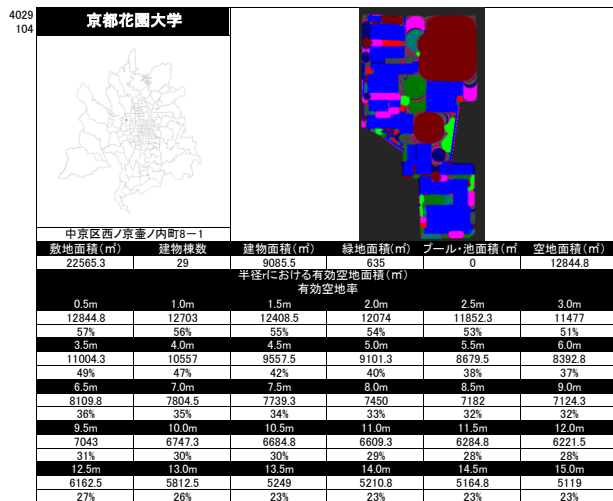 4029
104
京都花園大学
中京区西ノ京壷ノ内町8－1
敷地面積(㎡) 建物棟数 建物面積(㎡) 緑地面積(㎡) プール・池面積(㎡ 空地面積(㎡)
22565.3 29 9085.5 635 0 12844.8
半径rにおける有効空地面積(㎡)
有効空地率
0.5m 1.0m 1.5m 2.0m 2.5m 3.0m
12844.8 12703 12408.5 12074 11852.3 11477
57% 56% 55% 54% 53% 51%
3.5m 4.0m 4.5m 5.0m 5.5m 6.0m
11004.3 10557 9557.5 9101.3 8679.5 8392.8
49% 47% 42% 40% 38% 37%
6.5m 7.0m 7.5m 8.0m 8.5m 9.0m
8109.8 7804.5 7739.3 7450 7182 7124.3
36% 35% 34% 33% 32% 32%
9.5m 10.0m 10.5m 11.0m 11.5m 12.0m
7043 6747.3 6684.8 6609.3 6284.8 6221.5
31% 30% 30% 29% 28% 28%
12.5m 13.0m 13.5m 14.0m 14.5m 15.0m
6162.5 5812.5 5249 5210.8 5164.8 5119
27% 26% 23% 23% 23% 23%